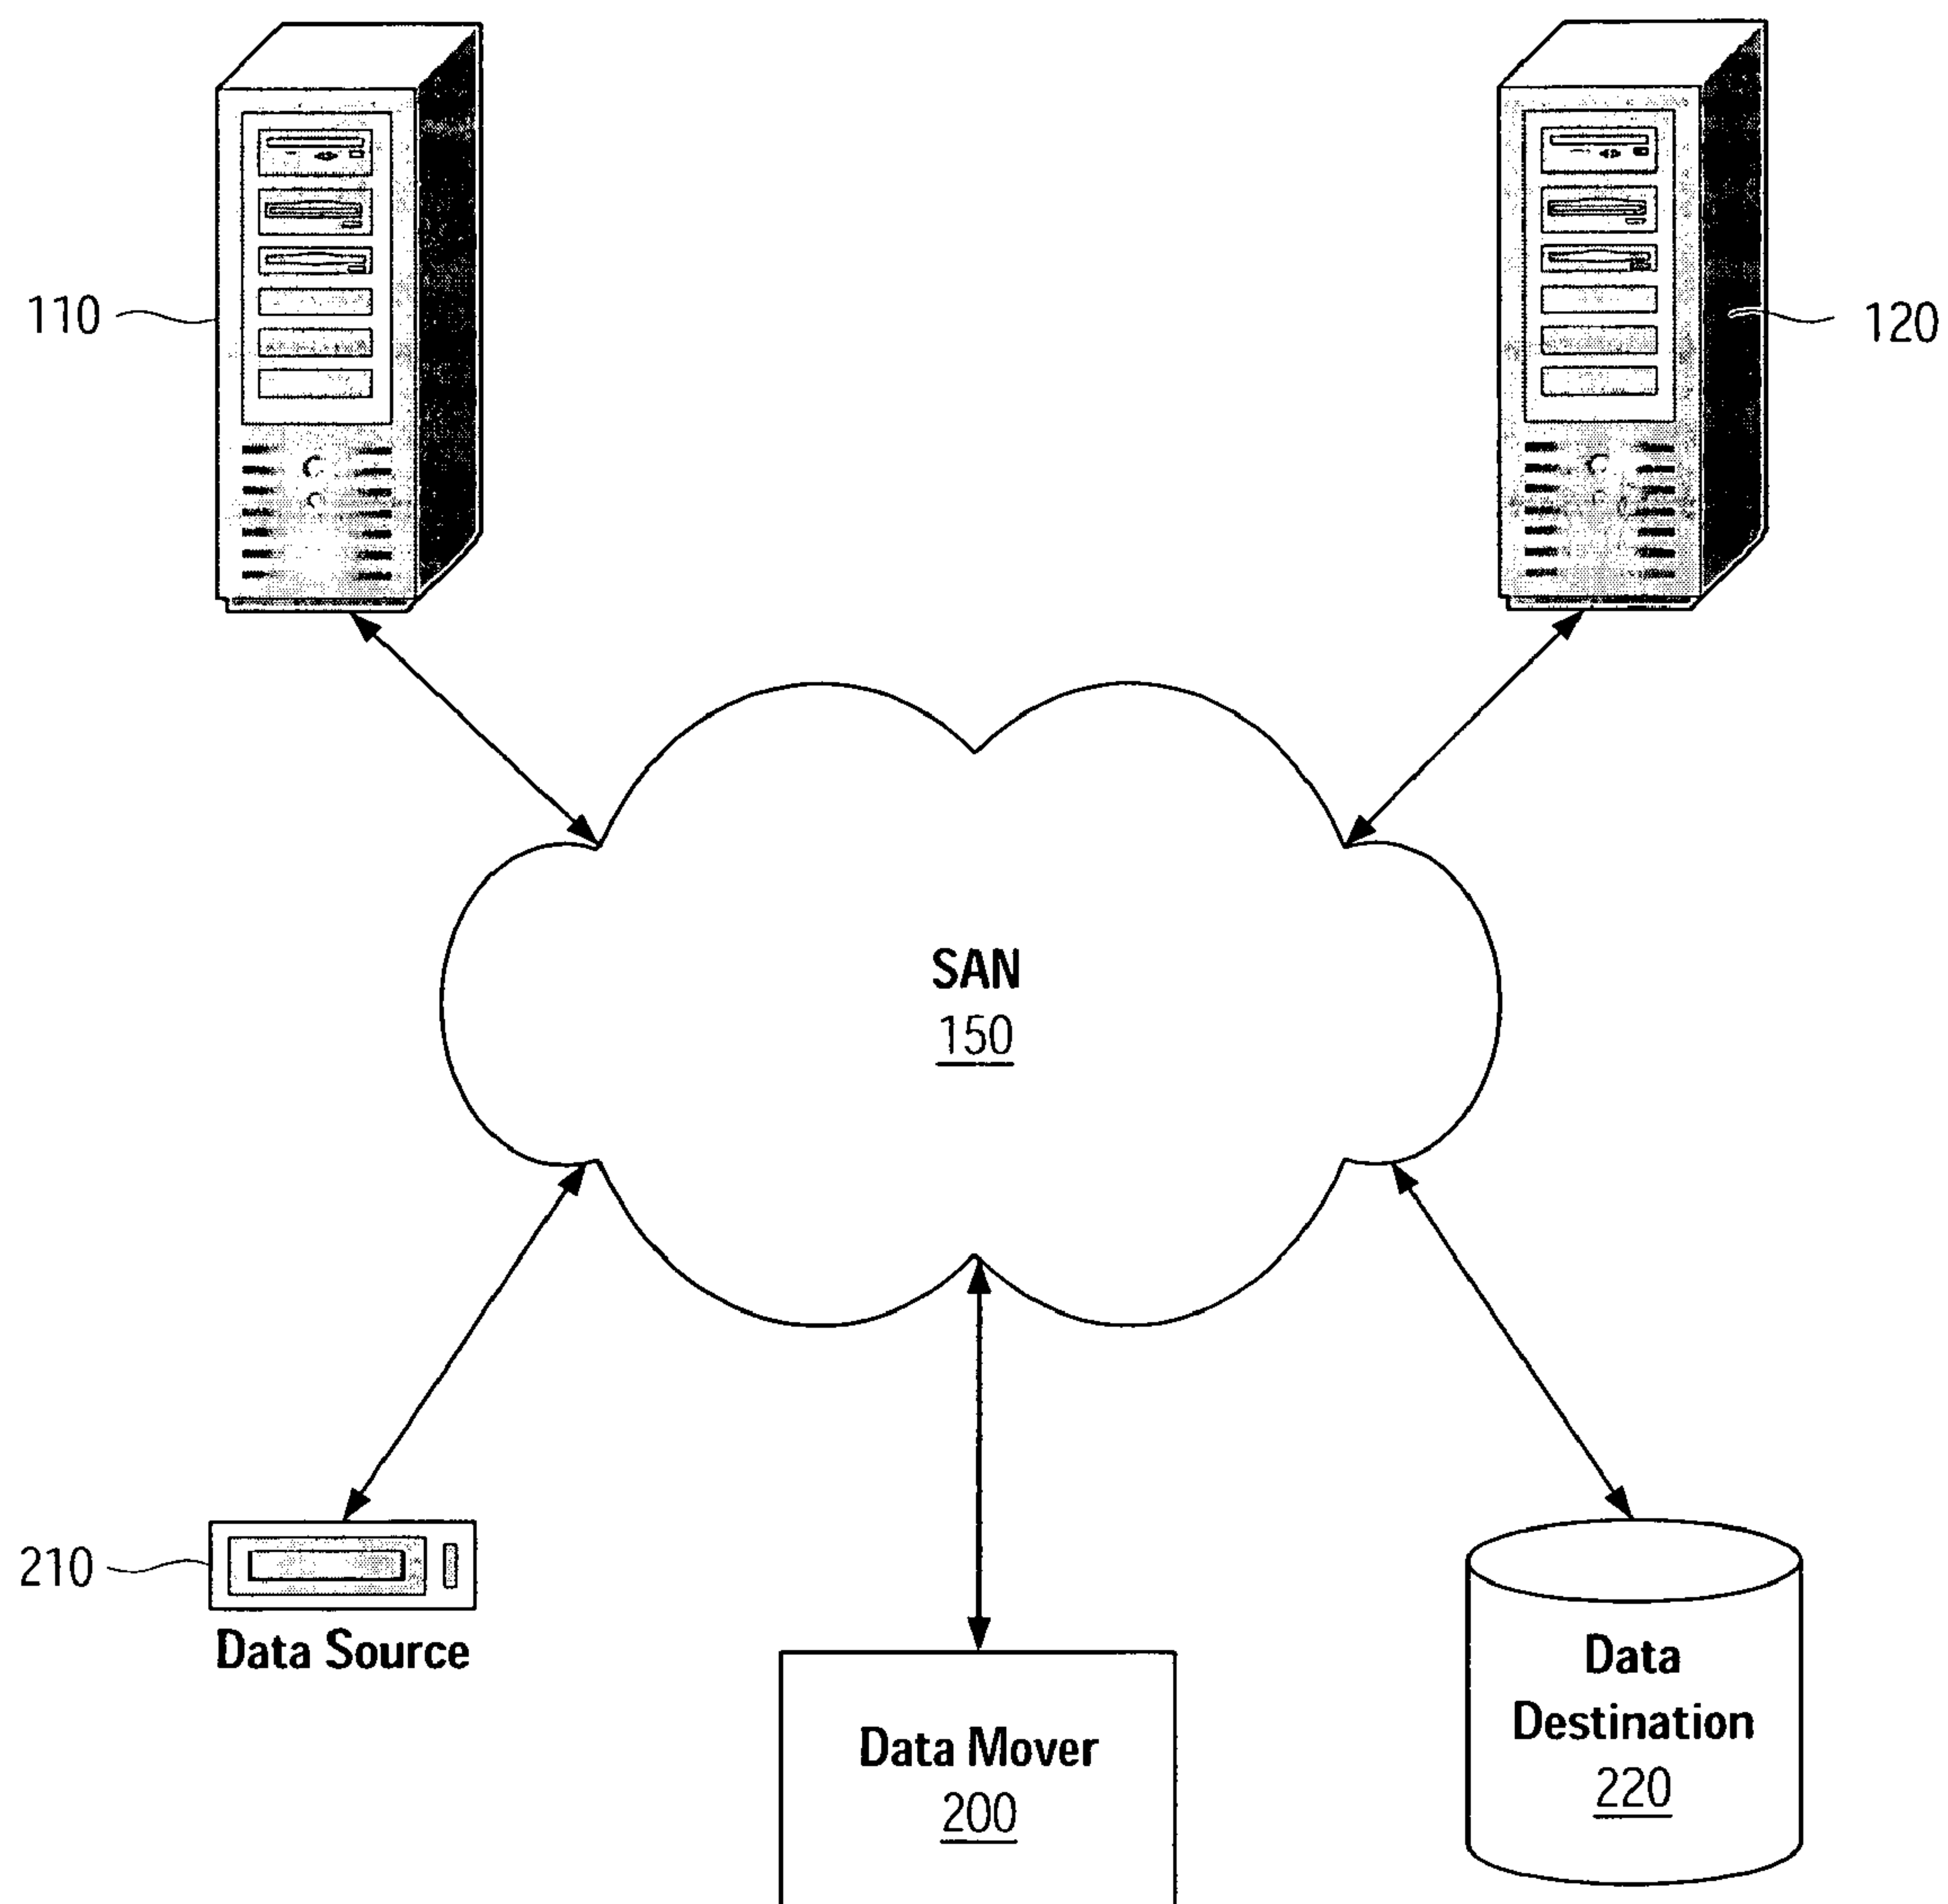 110
120
SAN
150
210
Data Source
Data Mover
200
Data
Destination
220